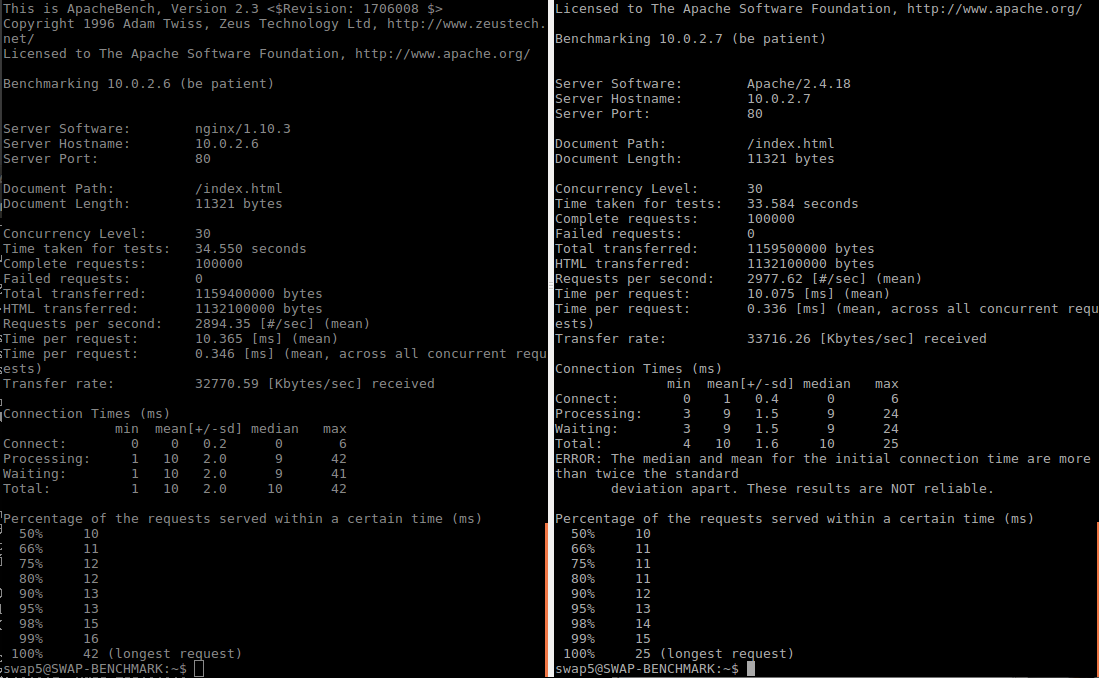 This is ApacheBench, Version 2.3 <$Revision: 1706008 $>
Copyright 1996 Adam Twiss, Zeus Technology Ltd, http://www.zeustech.
net/
Licensed to The Apache Software Foundation, http://www.apache.org/
Benchmarking 10.0.2.6 (be patient)
Server Software:        nginx/1.10.3
Server Hostname:        10.0.2.6
Server Port:            80
Document Path:          /index.html
Document Length:        11321 bytes
Concurrency Level:      30
Time taken for tests:   34.550 seconds
Complete requests:      100000
Failed requests:        0
Total transferred:      1159400000 bytes
HTML transferred:       1132100000 bytes
Requests per second:    2894.35 [#/sec] (mean)
Time per request:       10.365 [ms] (mean)
Time per request:       0.346 [ms] (mean, across all concurrent requ
ests)
Transfer rate:          32770.59 [Kbytes/sec] received
Connection Times (ms)
              min  mean[+/-sd] median   max
Connect:        0    0   0.2      0       6
Processing:     1   10   2.0      9      42
Waiting:        1   10   2.0      9      41
Total:          1   10   2.0     10      42
Percentage of the requests served within a certain time (ms)
  50%     10
  66%     11
  75%     12
  80%     12
  90%     13
  95%     13
  98%     15
  99%     16
 100%     42 (longest request)
swap5@SWAP-BENCHMARK:~$
Licensed to The Apache Software Foundation, http://www.apache.org/
Benchmarking 10.0.2.7 (be patient)
Server Software:        Apache/2.4.18
Server Hostname:        10.0.2.7
Server Port:            80
Document Path:          /index.html
Document Length:        11321 bytes
Concurrency Level:      30
Time taken for tests:   33.584 seconds
Complete requests:      100000
Failed requests:        0
Total transferred:      1159500000 bytes
HTML transferred:       1132100000 bytes
Requests per second:    2977.62 [#/sec] (mean)
Time per request:       10.075 [ms] (mean)
Time per request:       0.336 [ms] (mean, across all concurrent requ
ests)
Transfer rate:          33716.26 [Kbytes/sec] received
Connection Times (ms)
              min  mean[+/-sd] median   max
Connect:        0    1   0.4      0       6
Processing:     3    9   1.5      9      24
Waiting:        3    9   1.5      9      24
Total:          4   10   1.6     10      25
ERROR: The median and mean for the initial connection time are more
than twice the standard
       deviation apart. These results are NOT reliable.
Percentage of the requests served within a certain time (ms)
  50%     10
  66%     11
  75%     11
  80%     11
  90%     12
  95%     13
  98%     14
  99%     15
 100%     25 (longest request)
swap5@SWAP-BENCHMARK:~$